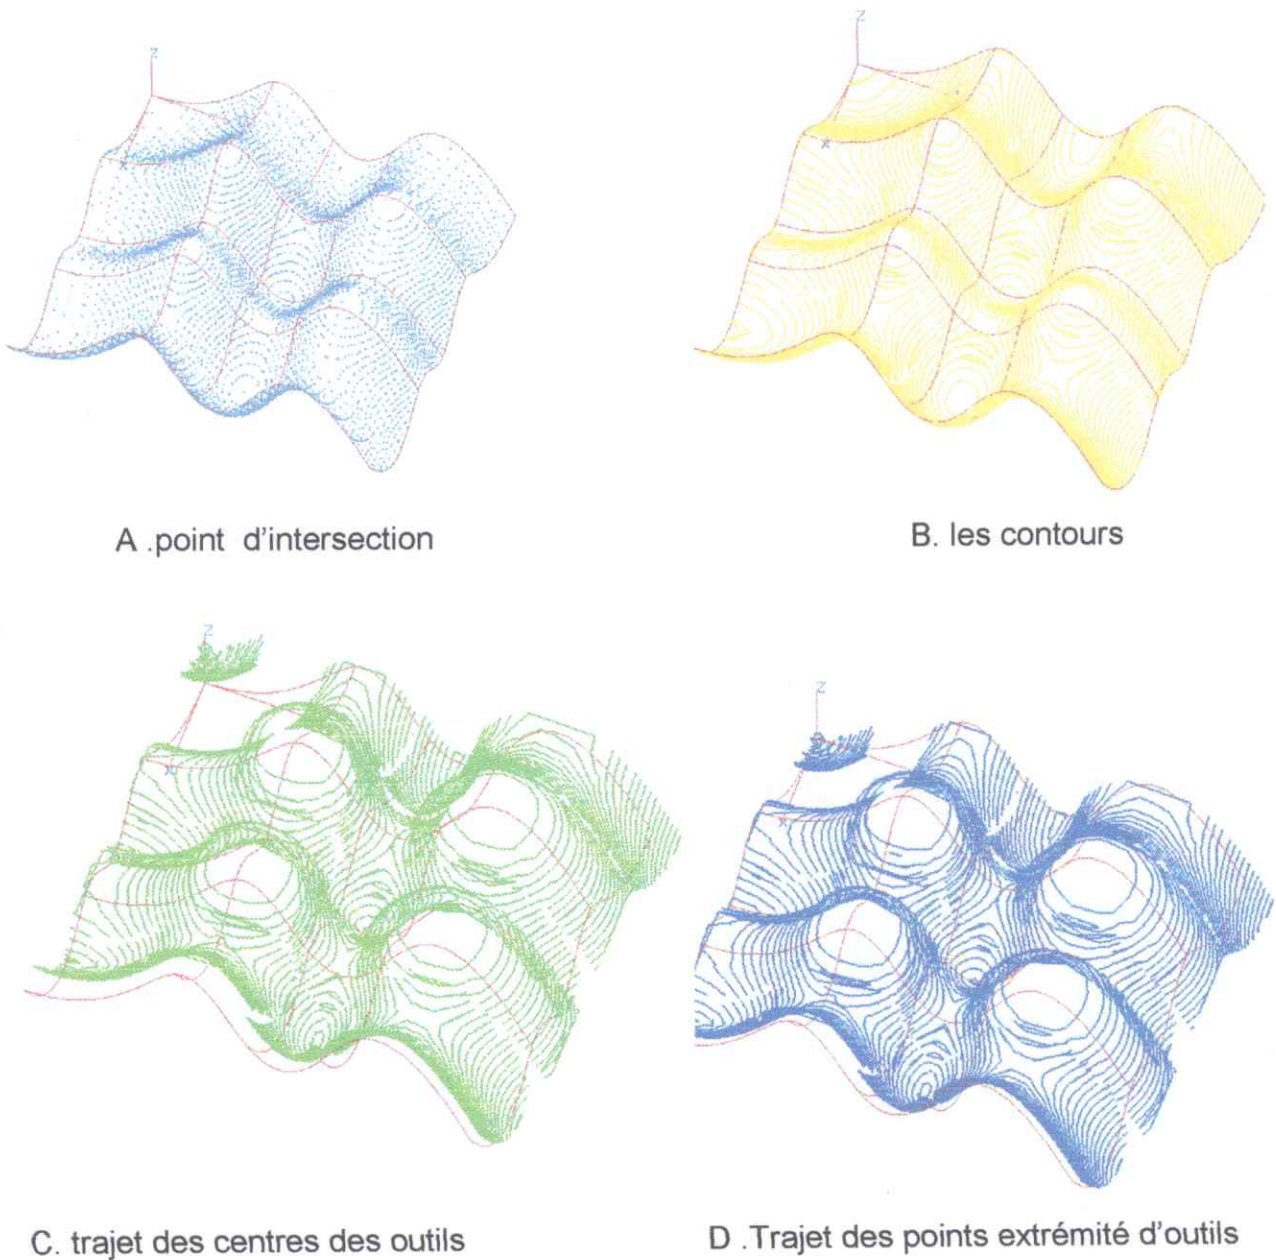 Z
Z
X
X
A .point d'intersection
B. les contours
Z
Z
X
X
C. trajet des centres des outils
D .Trajet des points extrémité d'outils